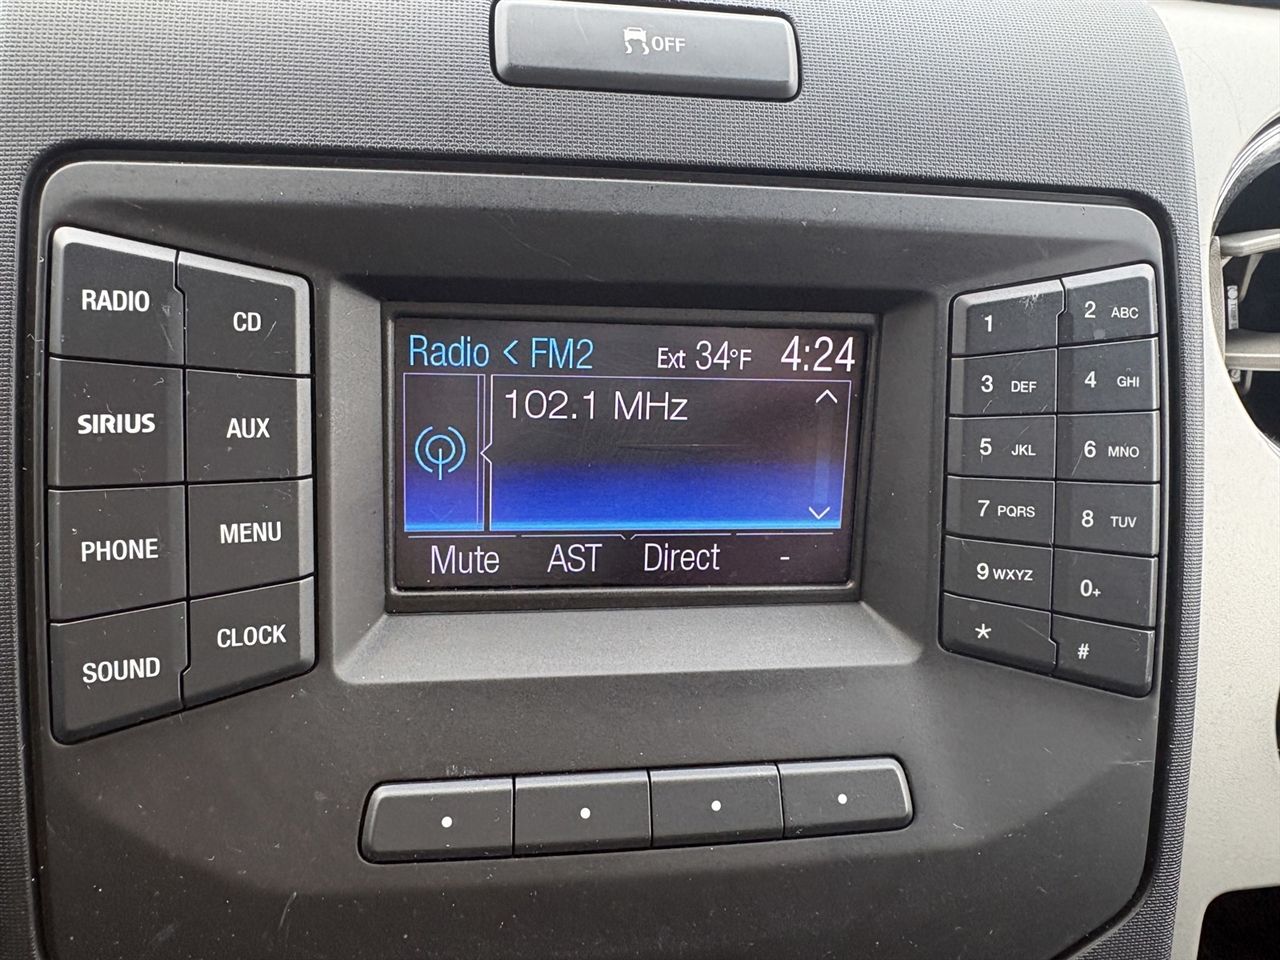 OFF
RADIO
CD
SIRIUS
AUX
PHONE
MENU
SOUND
CLOCK
Radio < FM2 Ext 34°F 4:24
102.1 MHz
Mute AST Direct -
1
2 ABC
3 DEF
4 GHI
5 JKL
6 MNO
7 PQRS
8 TUV
9 WXYZ
0+
*
#